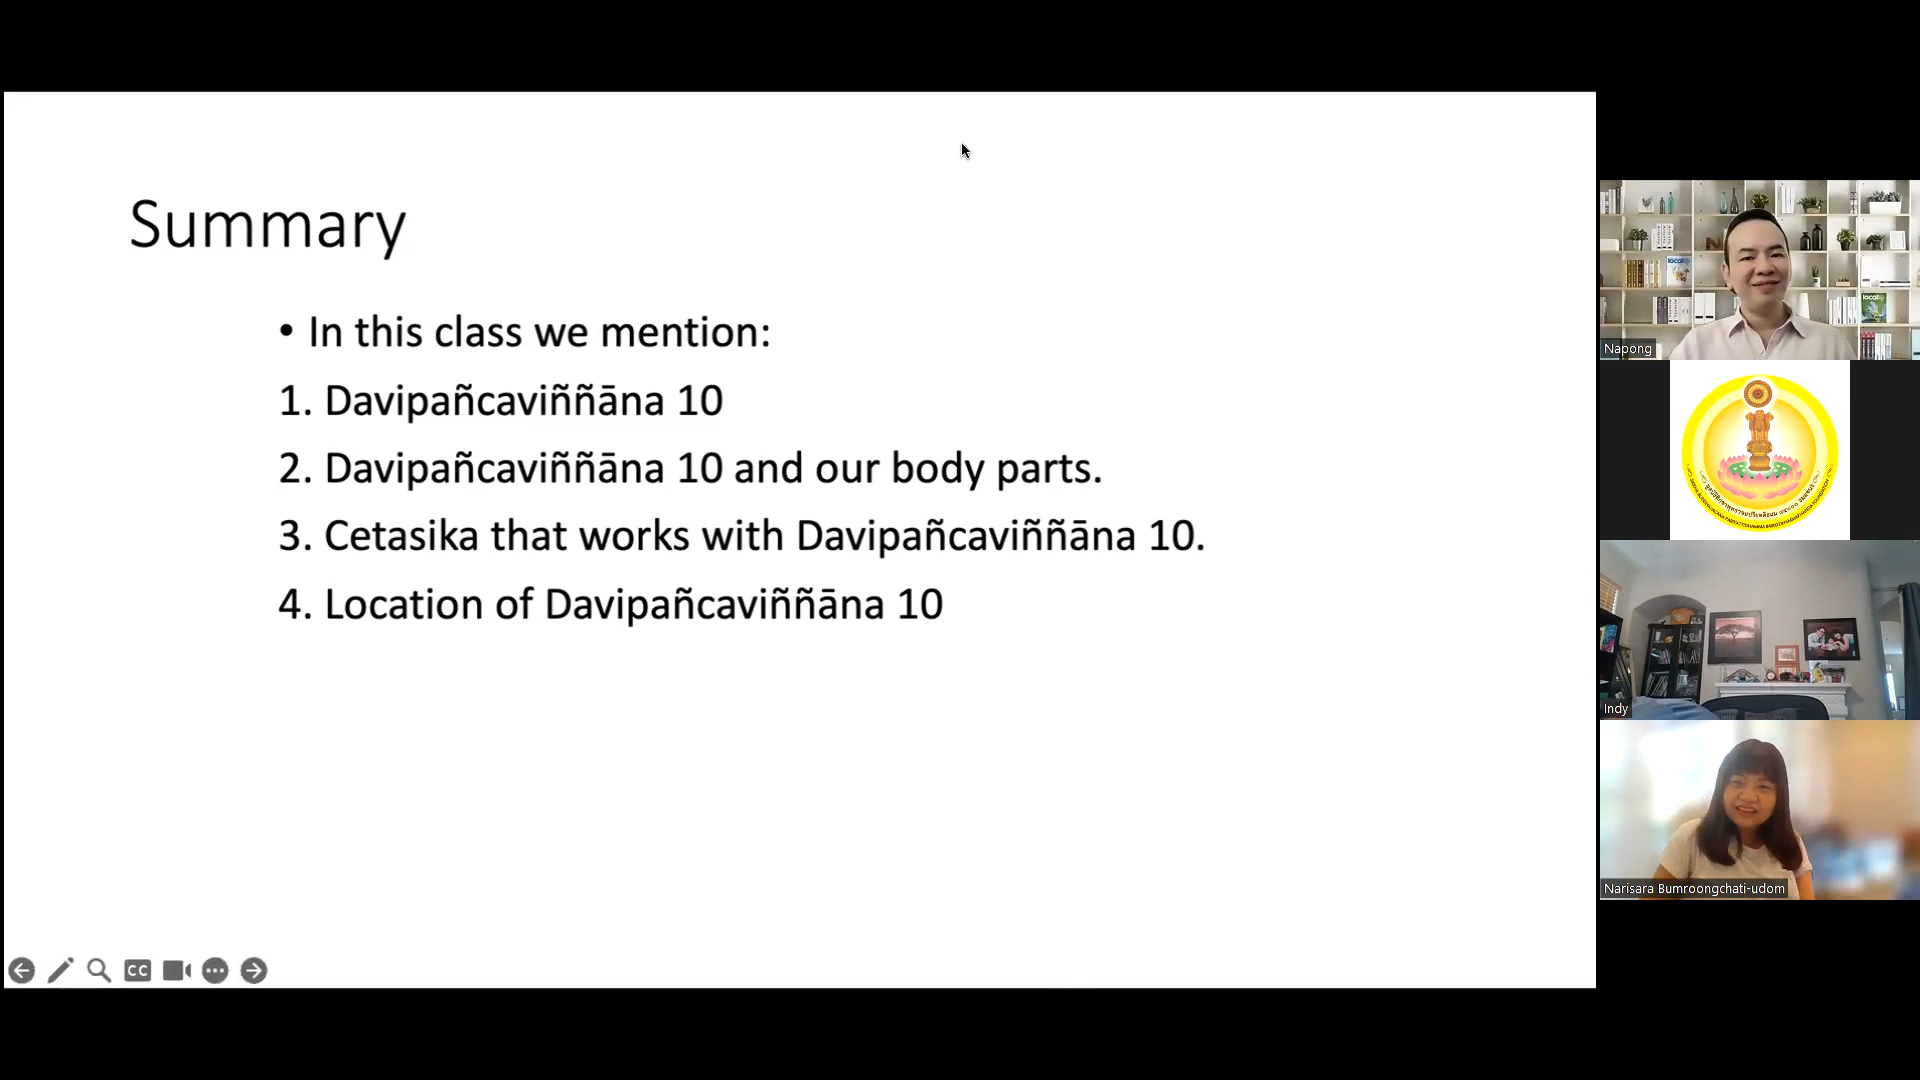 Summary
• In this class we mention:
1. Davipañcaviññāna 10
2. Davipañcaviññāna 10 and our body parts.
3. Cetasika that works with Davipañcaviññāna 10.
4. Location of Davipañcaviññāna 10
CC
Napong
Indy
Narisara Bumroongchati-udom